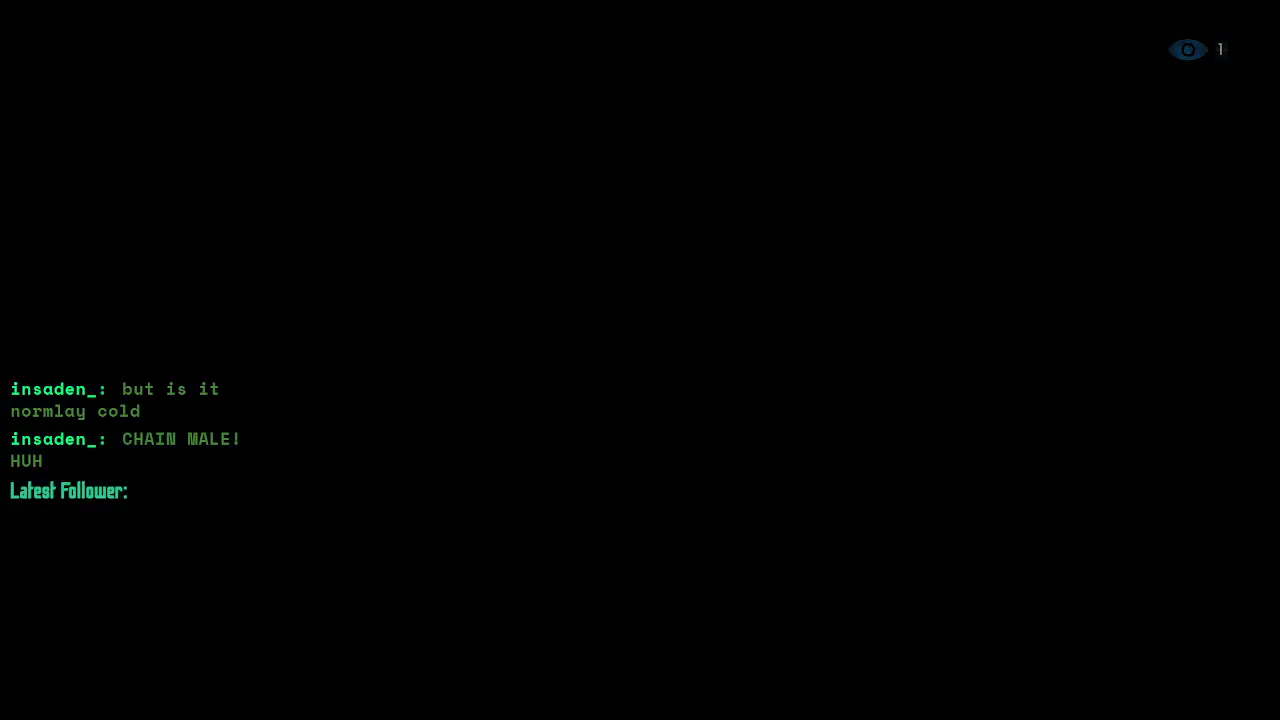 1
insaden_: but is it
normlay cold
insaden_: CHAIN MALE!
HUH
Latest Follower: